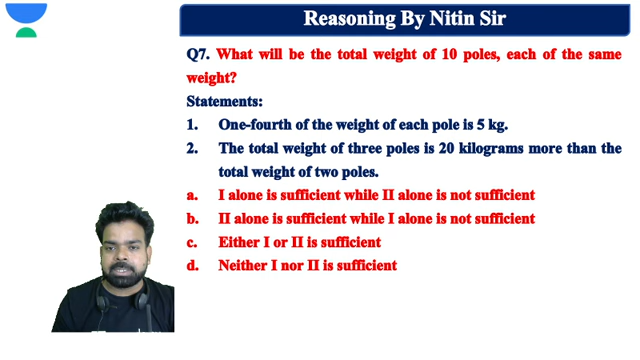 Reasoning By Nitin Sir
Q7. What will be the total weight of 10 poles, each of the same
weight?
Statements:
1. One-fourth of the weight of each pole is 5 kg.
2. The total weight of three poles is 20 kilograms more than the
total weight of two poles.
a. I alone is sufficient while II alone is not sufficient
b. II alone is sufficient while I alone is not sufficient
c. Either I or II is sufficient
d. Neither I nor II is sufficient